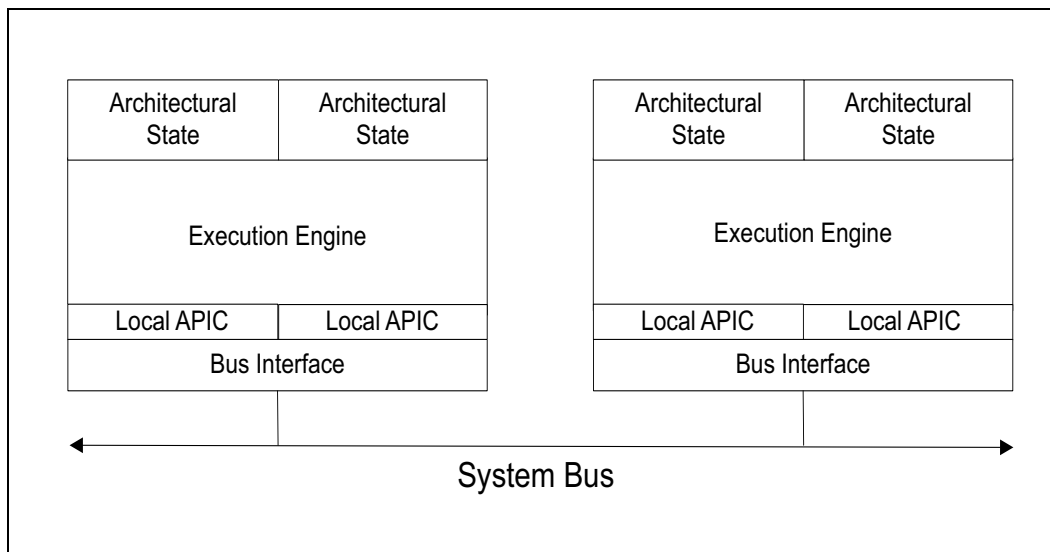 Architectural
State
Architectural
State
Execution Engine
Local APIC
Local APIC
Bus Interface
Architectural
State
Architectural
State
Execution Engine
Local APIC
Local APIC
Bus Interface
System Bus